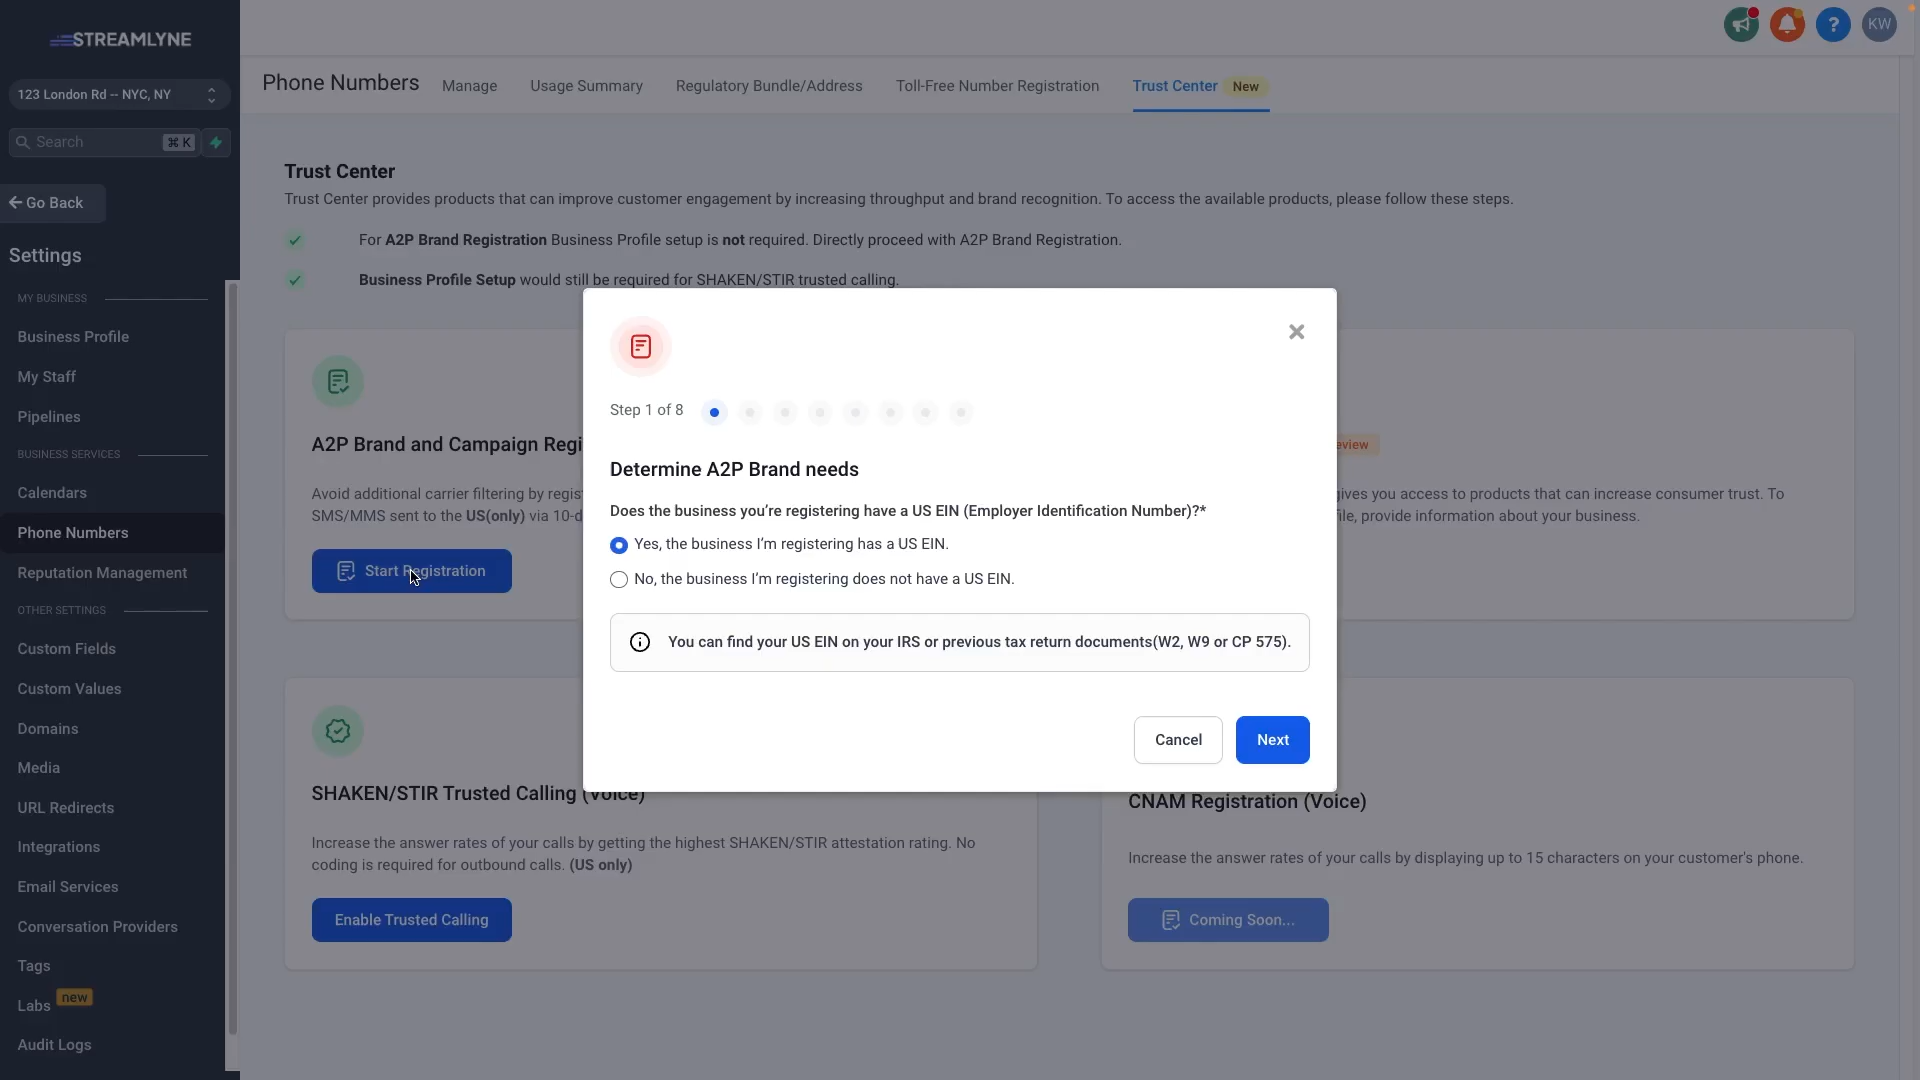 STREAMLYNE
123 London Rd -- NYC, NY
Search ⌘ K
Go Back
Settings
MY BUSINESS
Business Profile
My Staff
Pipelines
BUSINESS SERVICES
Calendars
Phone Numbers
Reputation Management
OTHER SETTINGS
Custom Fields
Custom Values
Domains
Media
URL Redirects
Integrations
Email Services
Conversation Providers
Tags
Labs new
Audit Logs
? KW
Phone Numbers Manage Usage Summary Regulatory Bundle/Address Toll-Free Number Registration Trust Center New
Trust Center
Trust Center provides products that can improve customer engagement by increasing throughput and brand recognition. To access the available products, please follow these steps.
For A2P Brand Registration Business Profile setup is not required. Directly proceed with A2P Brand Registration.
Business Profile Setup would still be required for SHAKEN/STIR trusted calling.
A2P Brand and Campaign Regi
Avoid additional carrier filtering by regis
SMS/MMS sent to the US(only) via 10-d
Start Registration
eview
gives you access to products that can increase consumer trust. To
file, provide information about your business.
Step 1 of 8
Determine A2P Brand needs
Does the business you're registering have a US EIN (Employer Identification Number)?*
Yes, the business I'm registering has a US EIN.
No, the business I'm registering does not have a US EIN.
You can find your US EIN on your IRS or previous tax return documents(W2, W9 or CP 575).
Cancel Next
SHAKEN/STIR Trusted Calling (Voice)
Increase the answer rates of your calls by getting the highest SHAKEN/STIR attestation rating. No
coding is required for outbound calls. (US only)
Enable Trusted Calling
CNAM Registration (Voice)
Increase the answer rates of your calls by displaying up to 15 characters on your customer's phone.
Coming Soon...